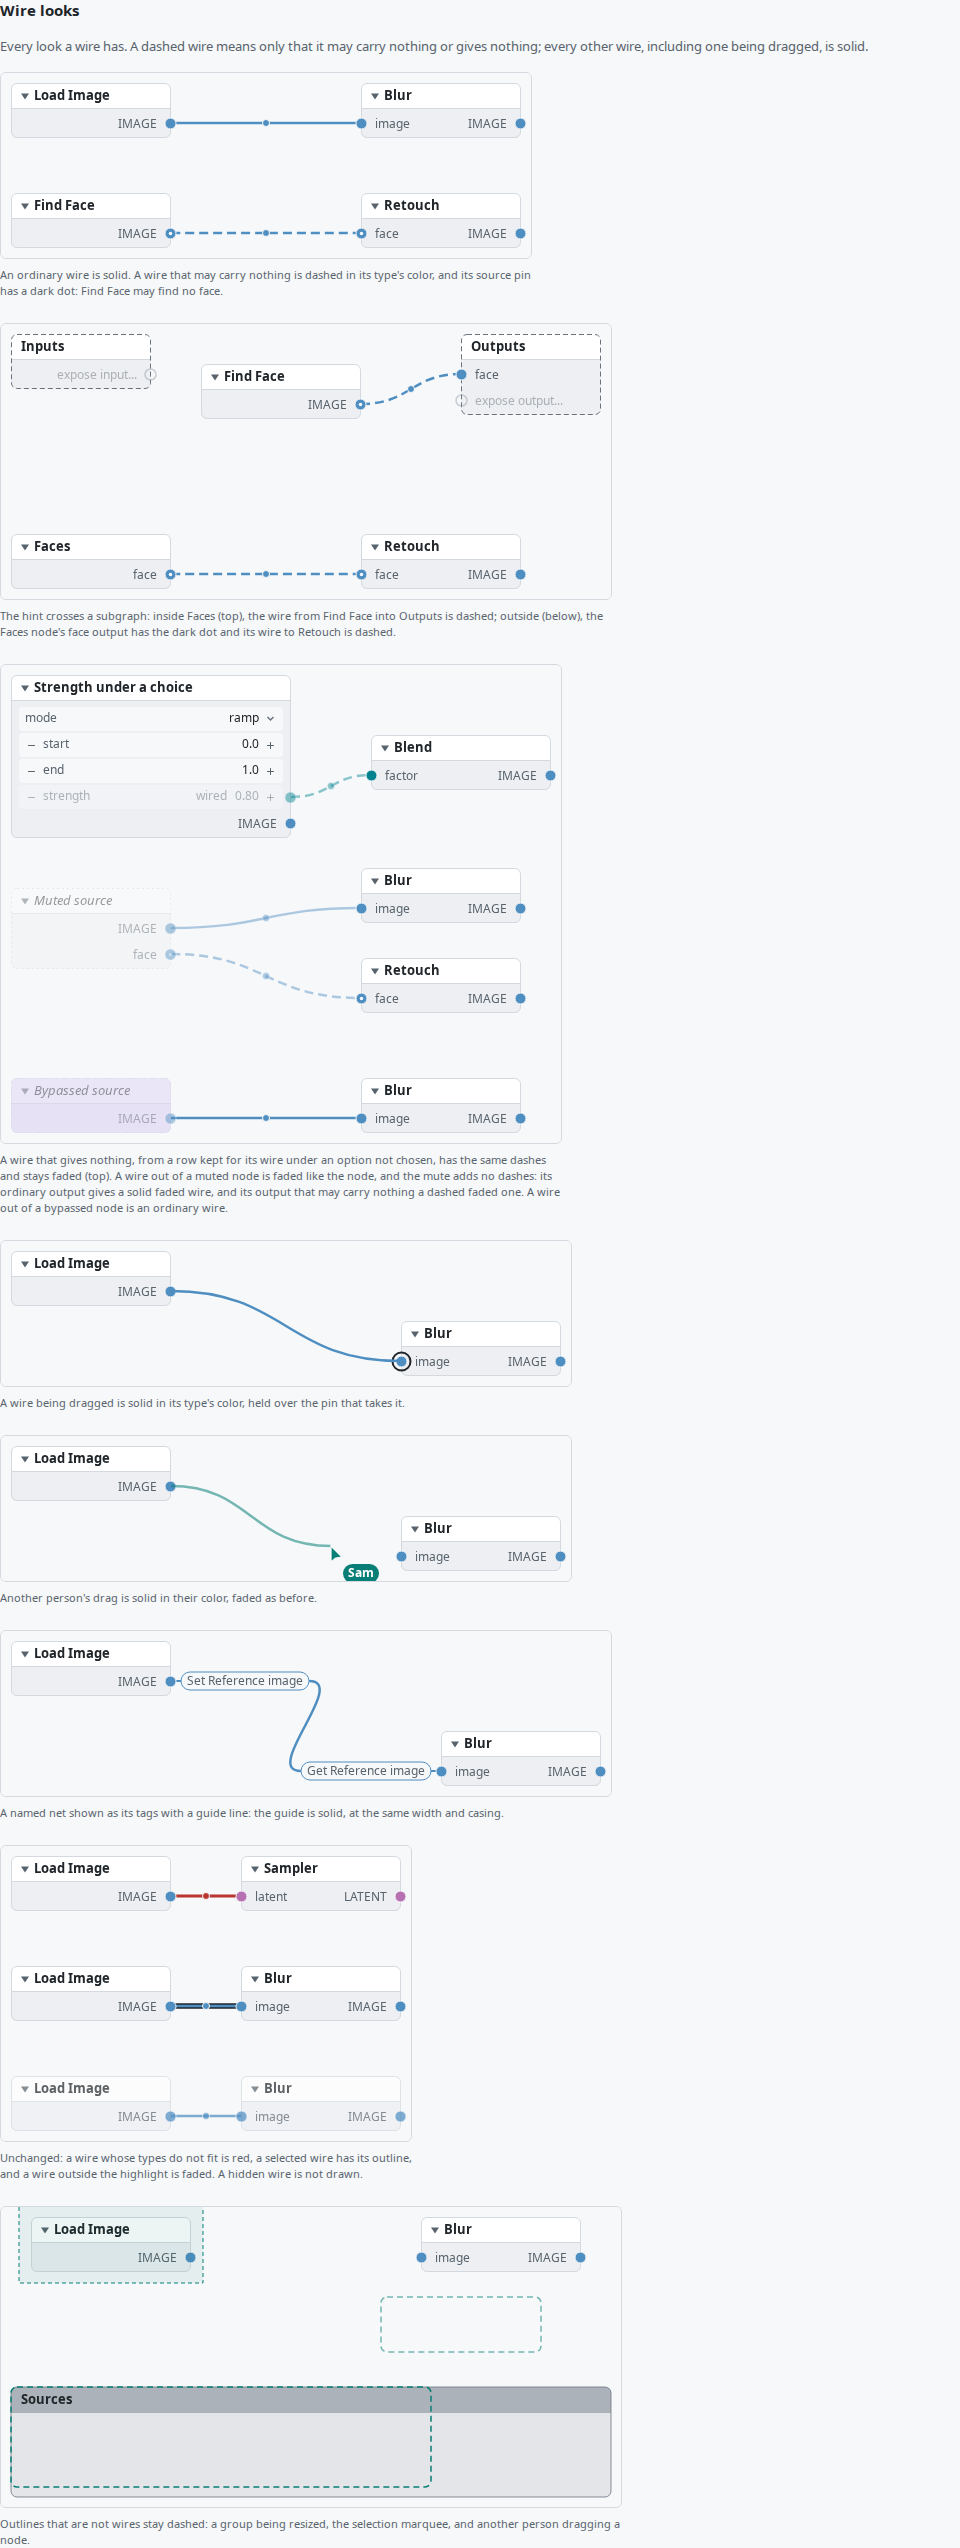 Wire looks
Every look a wire has. A dashed wire means only that it may carry nothing or gives nothing; every other wire, including one being dragged, is solid.
Load Image
Blur
IMAGE
image
IMAGE
Find Face
Retouch
IMAGE
face
IMAGE
An ordinary wire is solid. A wire that may carry nothing is dashed in its type's color, and its source pin
has a dark dot: Find Face may find no face.
Inputs
Outputs
expose input...
Find Face
face
IMAGE
expose output...
Faces
Retouch
face
face
IMAGE
The hint crosses a subgraph: inside Faces (top), the wire from Find Face into Outputs is dashed; outside (below), the
Faces node's face output has the dark dot and its wire to Retouch is dashed.
Strength under a choice
mode ramp
− start 0.0 +
Blend
− end 1.0 +
factor
IMAGE
− strength wired 0.80 +
IMAGE
Blur
Muted source
image
IMAGE
IMAGE
face
Retouch
face
IMAGE
Bypassed source
Blur
IMAGE
image
IMAGE
A wire that gives nothing, from a row kept for its wire under an option not chosen, has the same dashes
and stays faded (top). A wire out of a muted node is faded like the node, and the mute adds no dashes: its
ordinary output gives a solid faded wire, and its output that may carry nothing a dashed faded one. A wire
out of a bypassed node is an ordinary wire.
Load Image
IMAGE
Blur
image
IMAGE
A wire being dragged is solid in its type's color, held over the pin that takes it.
Load Image
IMAGE
Blur
image
IMAGE
Sam
Another person's drag is solid in their color, faded as before.
Load Image
IMAGE
Set Reference image
Blur
Get Reference image
image
IMAGE
A named net shown as its tags with a guide line: the guide is solid, at the same width and casing.
Load Image
Sampler
IMAGE
latent
LATENT
Load Image
Blur
IMAGE
image
IMAGE
Load Image
Blur
IMAGE
image
IMAGE
Unchanged: a wire whose types do not fit is red, a selected wire has its outline,
and a wire outside the highlight is faded. A hidden wire is not drawn.
Load Image
Blur
IMAGE
image
IMAGE
Sources
Outlines that are not wires stay dashed: a group being resized, the selection marquee, and another person dragging a
node.